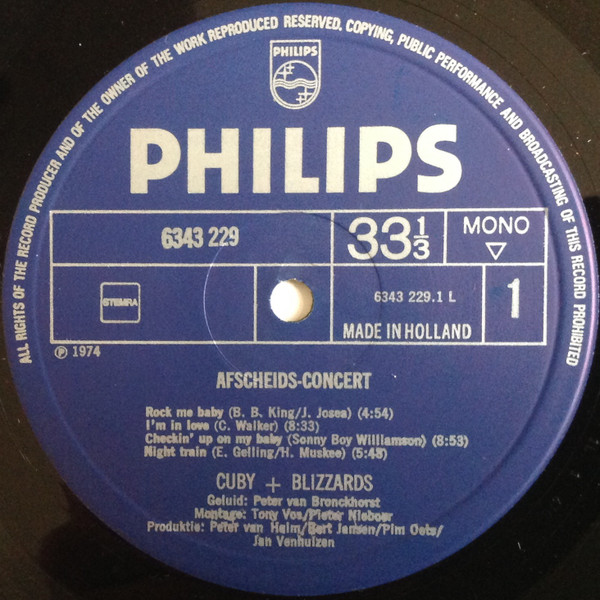 ALL RIGHTS OF THE RECORD PRODUCER AND OF THE OWNER OF THE WORK REPRODUCED RESERVED. COPYING, PUBLIC PERFORMANCE AND BROADCASTING OF THIS RECORD PROHIBITED
PHILIPS
PHILIPS
6343 229
33 1/3
MONO
STEMRA
6343 229.1 L
1
MADE IN HOLLAND
℗ 1974
AFSCHEIDS-CONCERT
Rock me baby (B. B. King/J. Josea) (4:54)
I'm in love (C. Walker) (8:33)
Checkin' up on my baby (Sonny Boy Williamson) (8:53)
Night train (E. Gelling/H. Muskee) (5:45)
CUBY + BLIZZARDS
Geluid: Peter van Bronckhorst
Montage: Tony Vos/Pieter Nieboer
Produktie: Peter van Halm/Bert Jansen/Pim Oets/
Jan Venhuizen